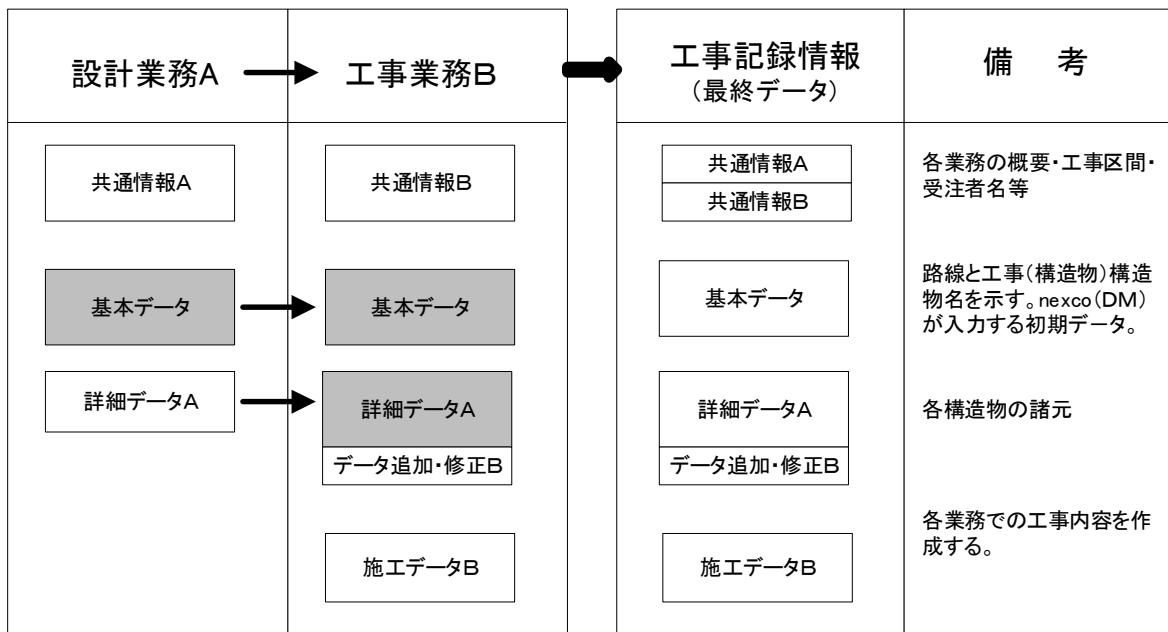 設計業務A
工事業務B
工事記録情報
（最終データ）
備　考
共通情報A
共通情報B
共通情報A
共通情報B
各業務の概要・工事区間・
受注者名等
基本データ
基本データ
基本データ
路線と工事（構造物）構造
物名を示す。nexco（DM）
が入力する初期データ。
詳細データA
詳細データA
データ追加・修正B
詳細データA
データ追加・修正B
各構造物の諸元
施工データB
施工データB
各業務での工事内容を作
成する。